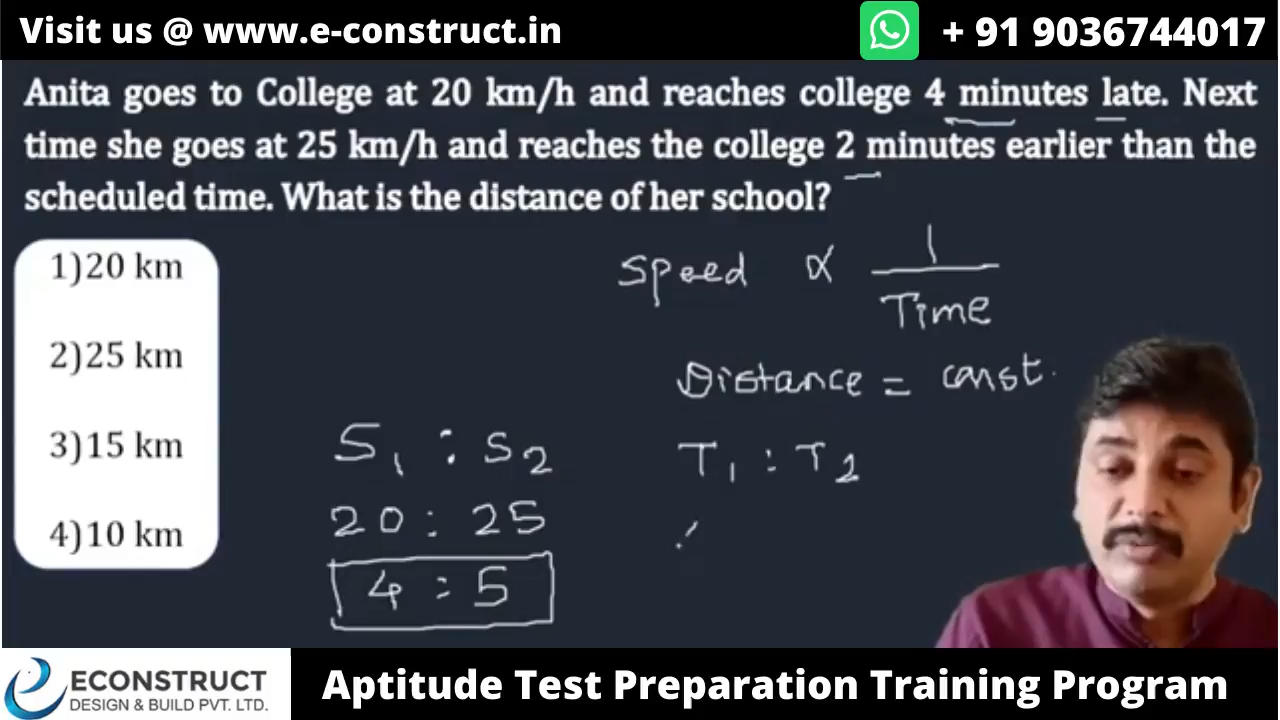 Visit us @ www.e-construct.in
+ 91 9036744017
Anita goes to College at 20 km/h and reaches college 4 minutes late. Next
time she goes at 25 km/h and reaches the college 2 minutes earlier than the
scheduled time. What is the distance of her school?
1)20 km
2)25 km
3)15 km
4)10 km
Speed ∝ 1/Time
Distance = const.
S₁ : S₂
T₁ : T₂
20 : 25
4 : 5
ECONSTRUCT
DESIGN & BUILD PVT. LTD.
Aptitude Test Preparation Training Program